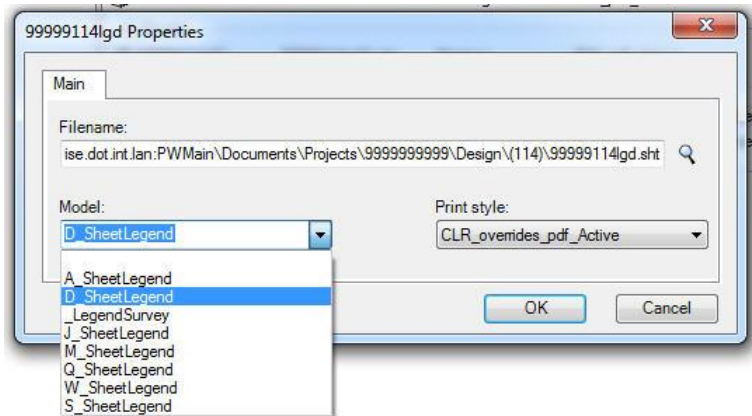 99999114lgd Properties
Main
Filename:
ise.dot.int.lan:PWMain\Documents\Projects\9999999999\Design\(114)\99999114lgd.sht
Model:
Print style:
D_SheetLegend
CLR_overrides_pdf_Active
A_SheetLegend
D_SheetLegend
_LegendSurvey
J_SheetLegend
M_SheetLegend
Q_SheetLegend
W_SheetLegend
S_SheetLegend
OK
Cancel